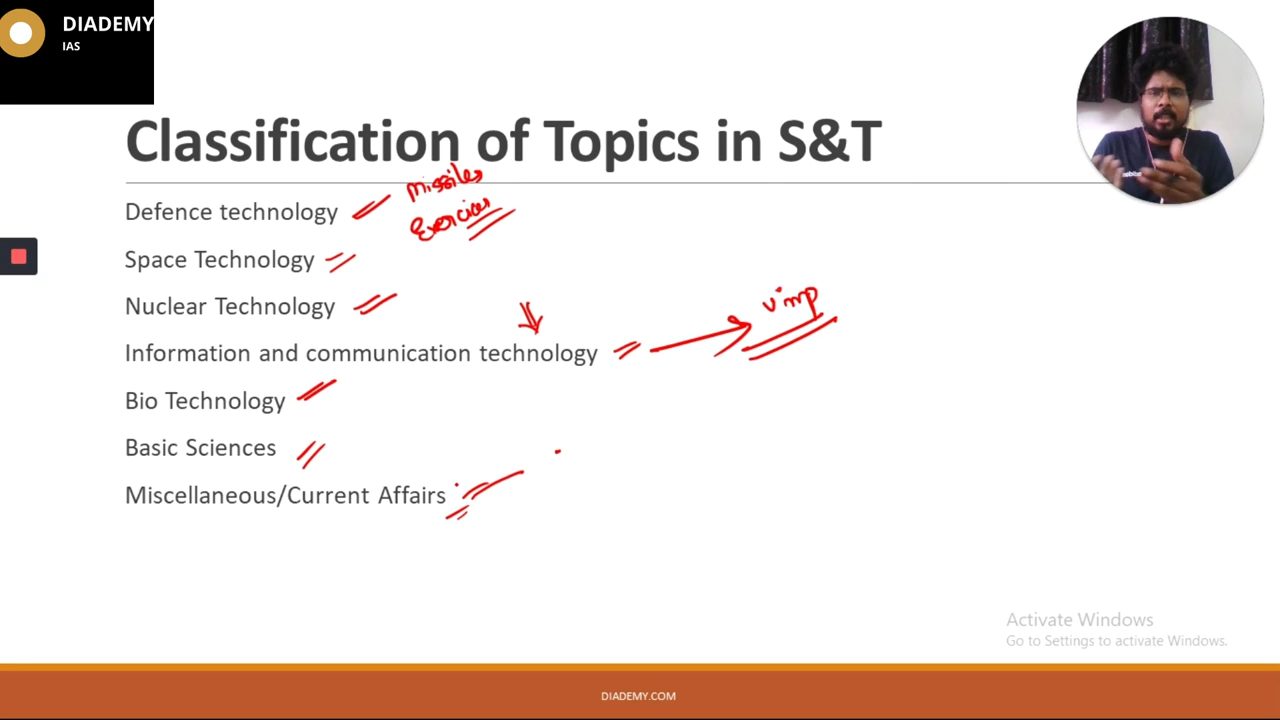 DIADEMY
IAS
Classification of Topics in S&T
Missiles
Defence technology
Exercises
Space Technology
Nuclear Technology
V.imp
Information and communication technology
Bio Technology
Basic Sciences
Miscellaneous/Current Affairs
Activate Windows
Go to Settings to activate Windows.
DIADEMY.COM